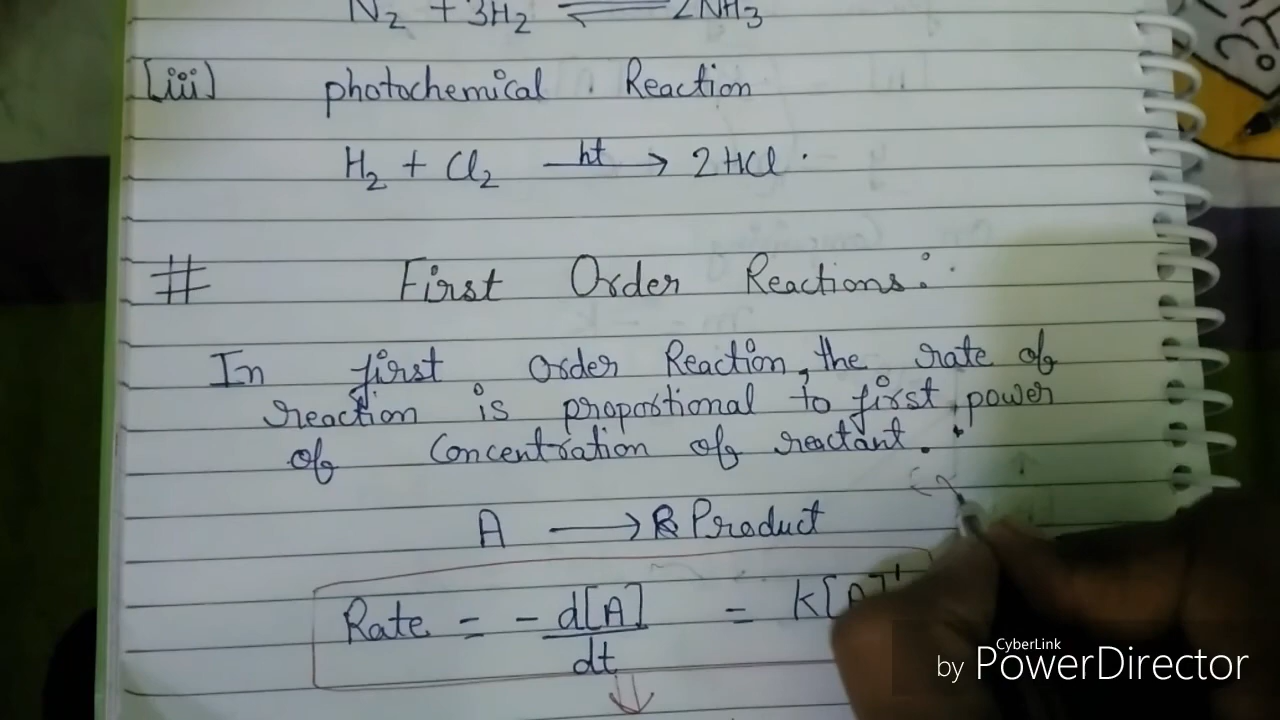 N₂ + 3H₂ ⇌ 2NH₃
[iii] photochemical Reaction
H₂ + Cl₂ —ht→ 2HCl.
# First Order Reactions:
In first Order Reaction, the rate of
reaction is proportional to first power
of Concentration of reactant.
A ⟶ Product
Rate = - d[A]/dt = k[A]¹
CyberLink
by PowerDirector